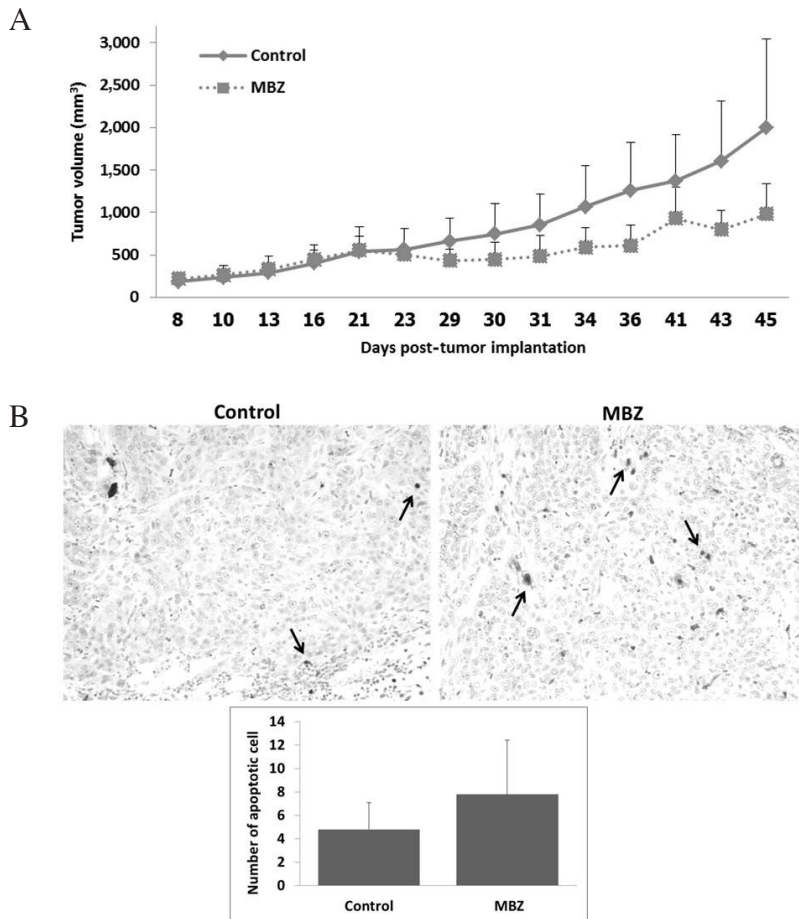 A
Tumor volume (mm³)
3,000
2,500
2,000
1,500
1,000
500
0
Control
MBZ
8 10 13 16 21 23 29 30 31 34 36 41 43 45
Days post-tumor implantation
B
Control MBZ
Number of apoptotic cell
14
12
10
8
6
4
2
0
Control MBZ